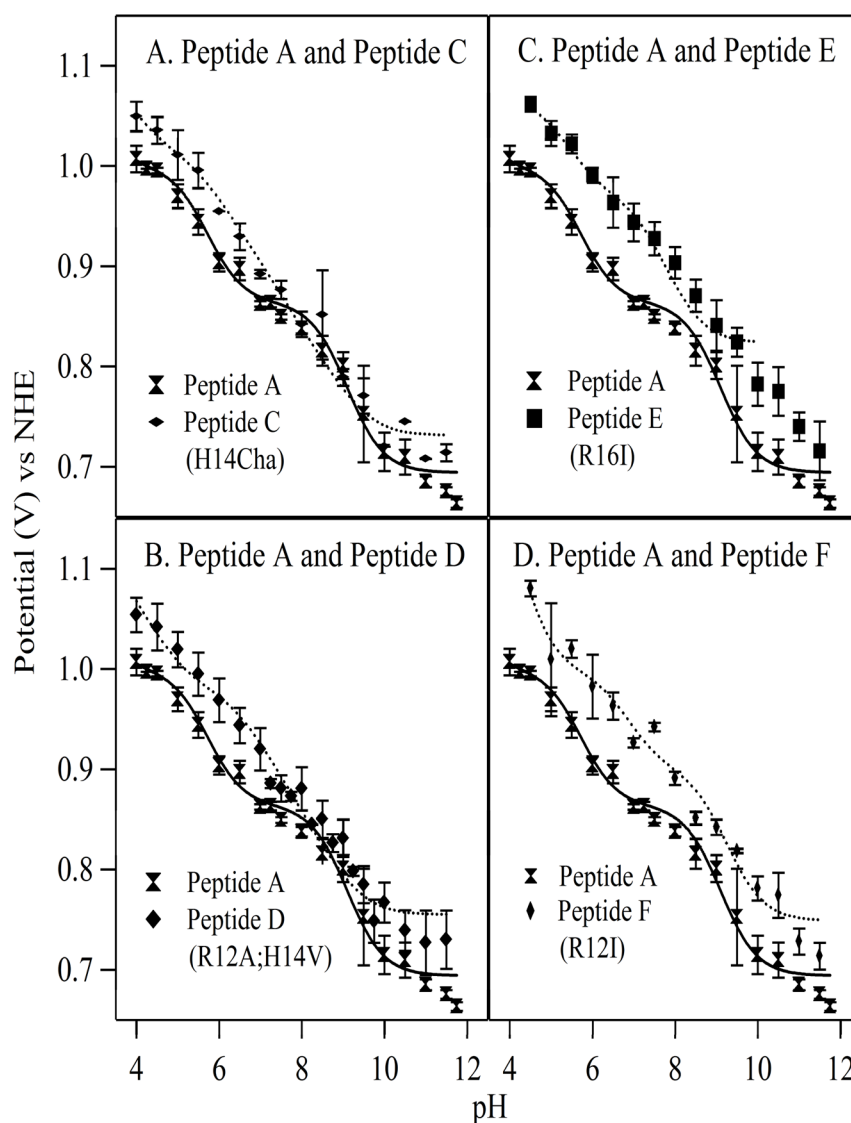 A. Peptide A and Peptide C
C. Peptide A and Peptide E
1.1
1.0
0.9
0.8
0.7
Peptide A
Peptide C
(H14Cha)
Peptide A
Peptide E
(R16I)
Potential (V) vs NHE
B. Peptide A and Peptide D
D. Peptide A and Peptide F
1.1
1.0
0.9
0.8
0.7
Peptide A
Peptide D
(R12A;H14V)
Peptide A
Peptide F
(R12I)
4 6 8 10 12 4 6 8 10 12
pH